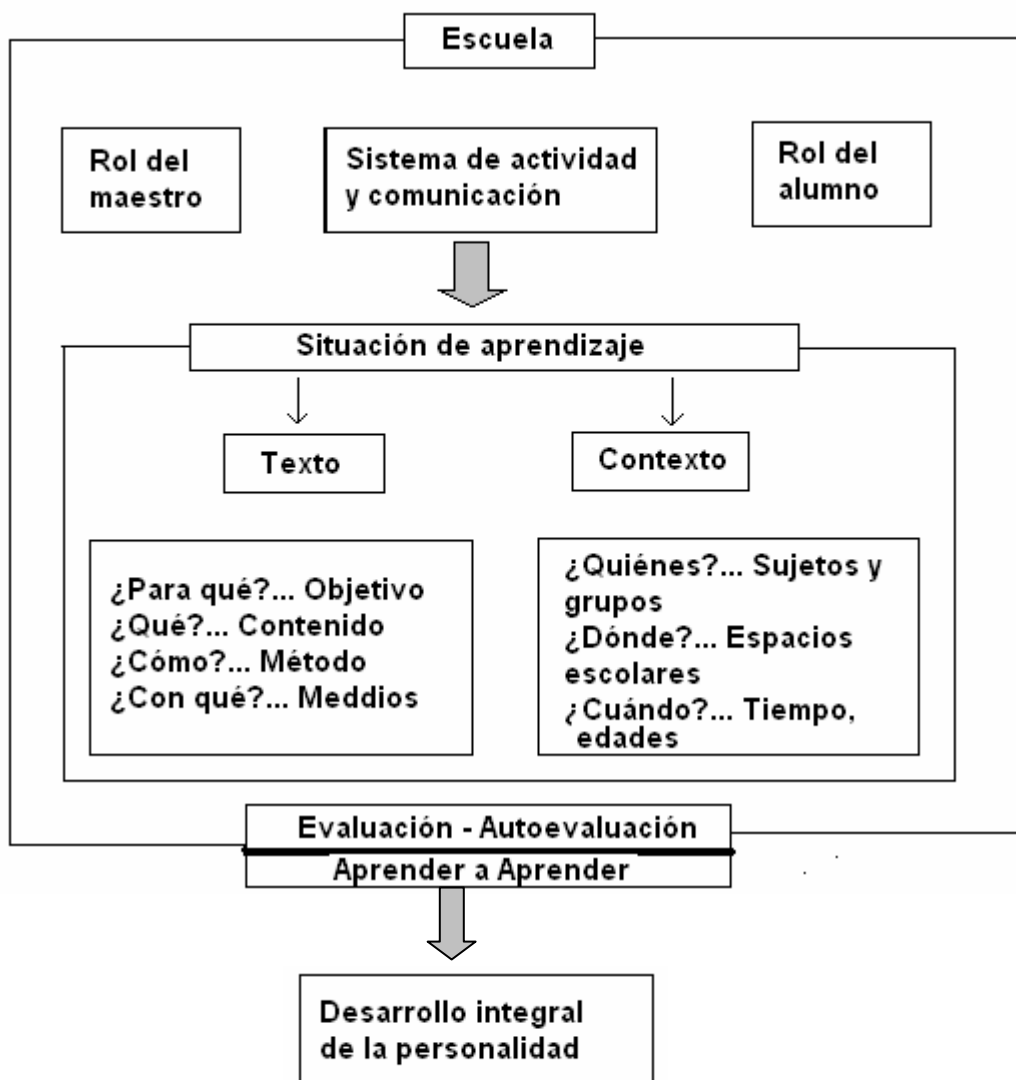 Escuela
Rol del
maestro
Sistema de actividad
y comunicación
Rol del
alumno
Situación de aprendizaje
Texto
Contexto
¿Para qué?... Objetivo
¿Qué?... Contenido
¿Cómo?... Método
¿Con qué?... Meddios
¿Quiénes?... Sujetos y
grupos
¿Dónde?... Espacios
escolares
¿Cuándo?... Tiempo,
edades
Evaluación - Autoevaluación
Aprender a Aprender
Desarrollo integral
de la personalidad